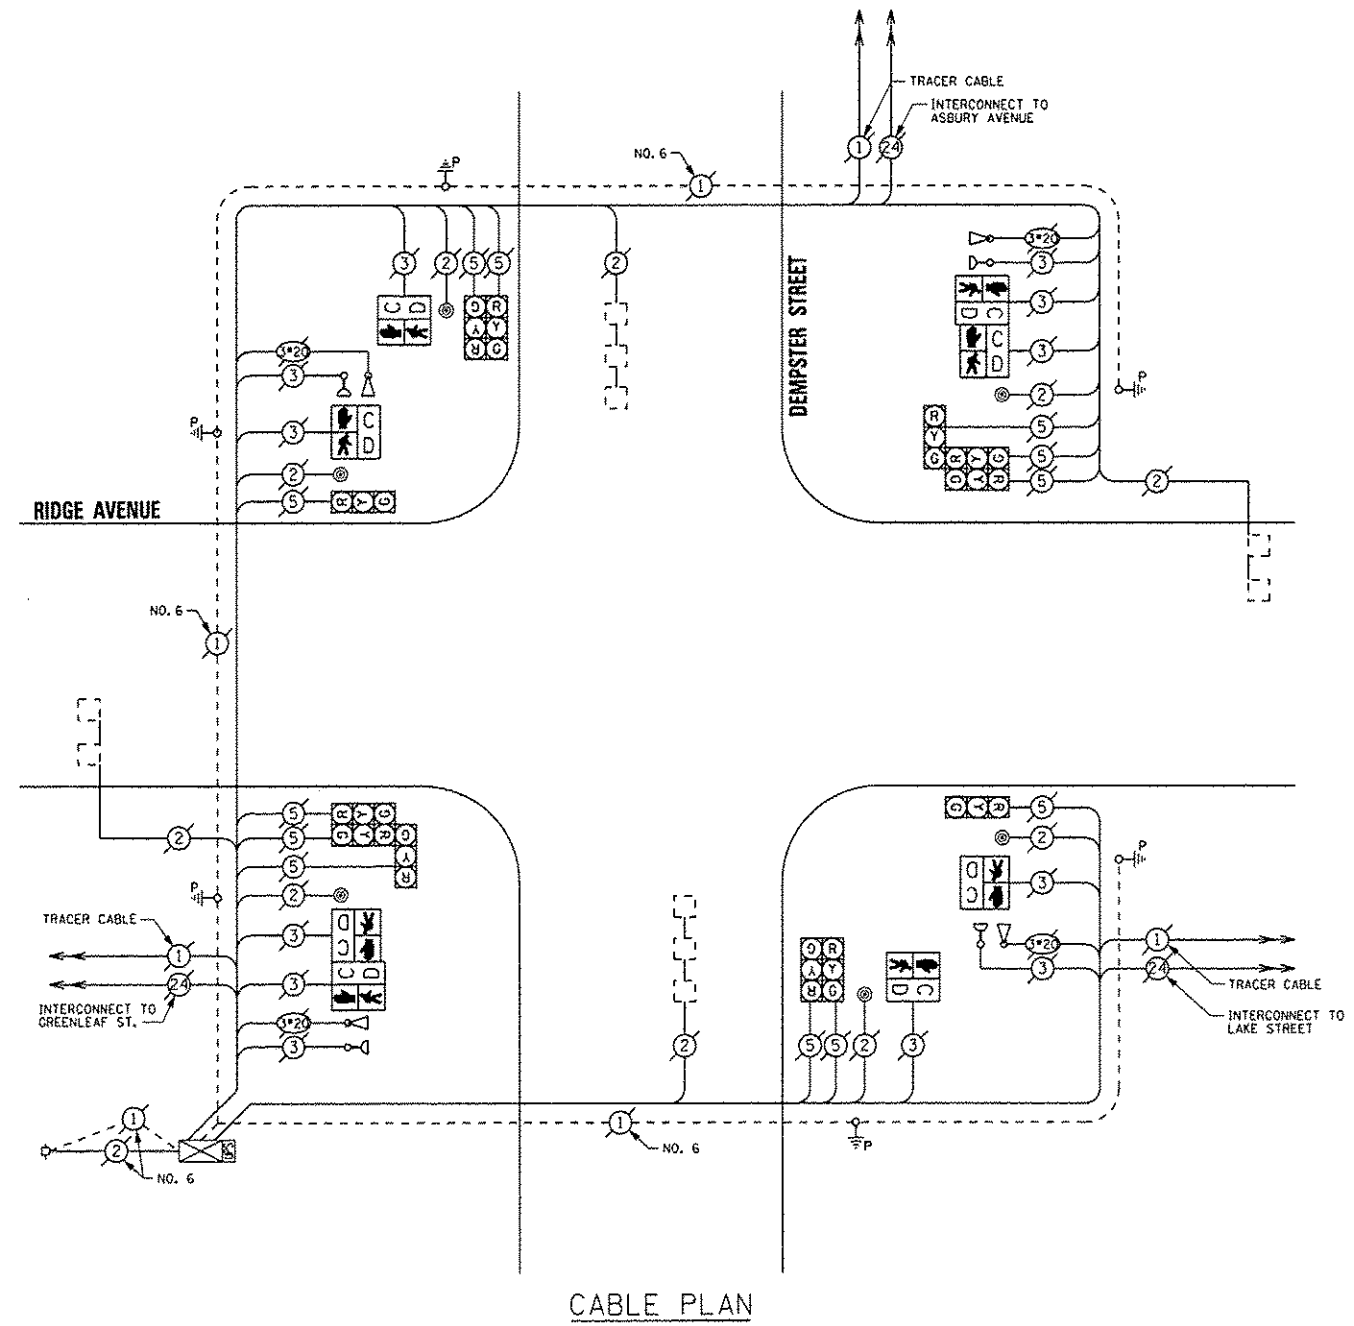 TRACER CABLE
INTERCONNECT TO
ASBURY AVENUE
NO. 6
P
1
1
24
3*20
3
3
D C
3
C
D
P
2
R
Y
G
5
R Y Y G
5
G Y Y R
5
2
DEMPSTER STREET
3
2
5
5
2
C D
G R
Y Y
R G
3*20
3
3
C
D
P
2
5
R Y G
RIDGE AVENUE
NO. 6
1
5
R Y Y G
5
G Y Y R
G
Y
R
5
2
2
P
3
D
C
C D
3
TRACER CABLE
1
24
INTERCONNECT TO
GREENLEAF ST.
3*20
3
G Y R
5
2
D
C
3
P
3*20
3
1
24
TRACER CABLE
INTERCONNECT TO
LAKE STREET
G R
Y Y
R G
D C
2
5
5
2
3
1
2
NO. 6
1
NO. 6
P
CABLE PLAN